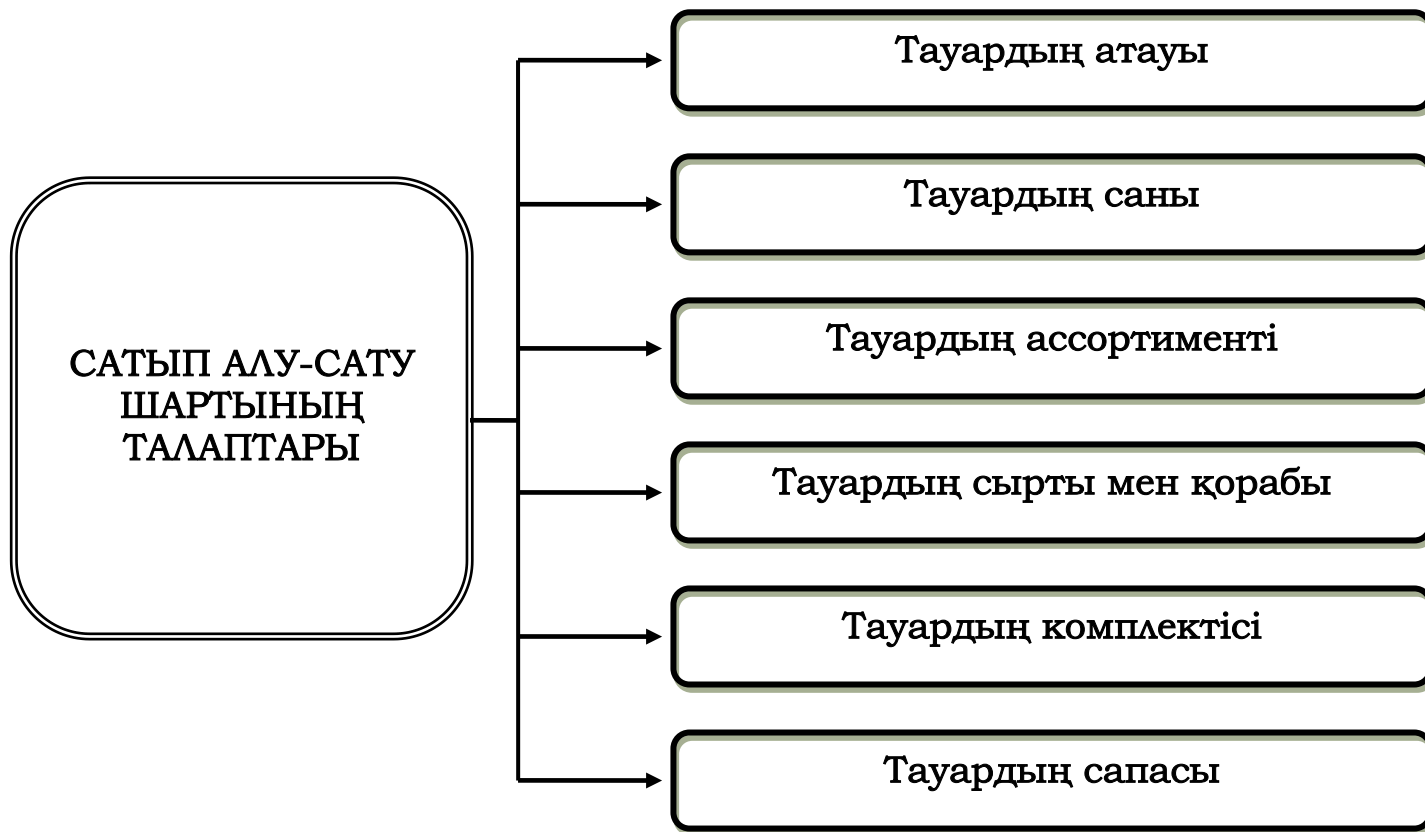 Тауардың атауы
Тауардың саны
Тауардың ассортименті
САТЫП АЛУ-САТУ
ШАРТЫНЫҢ
ТАЛАПТАРЫ
Тауардың сырты мен қорабы
Тауардың комплектісі
Тауардың сапасы